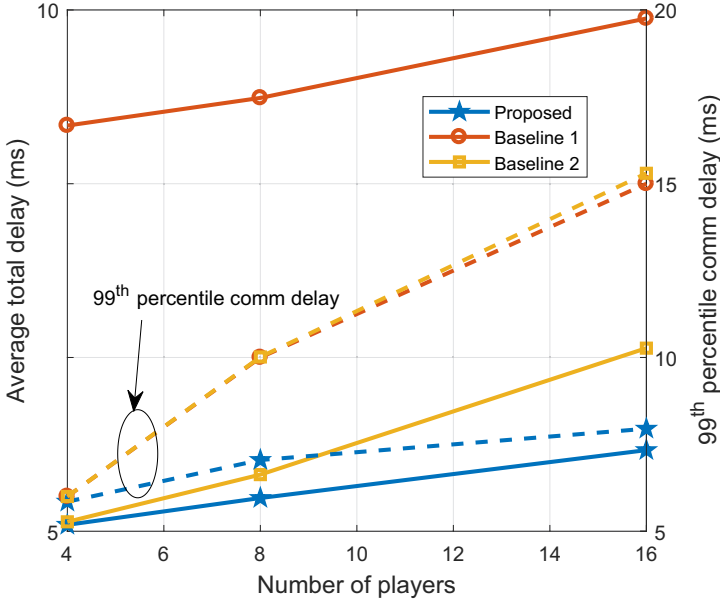 10
5
Average total delay (ms)
20
15
10
5
99th percentile comm delay (ms)
Proposed
Baseline 1
Baseline 2
99th percentile comm delay
4 6 8 10 12 14 16
Number of players